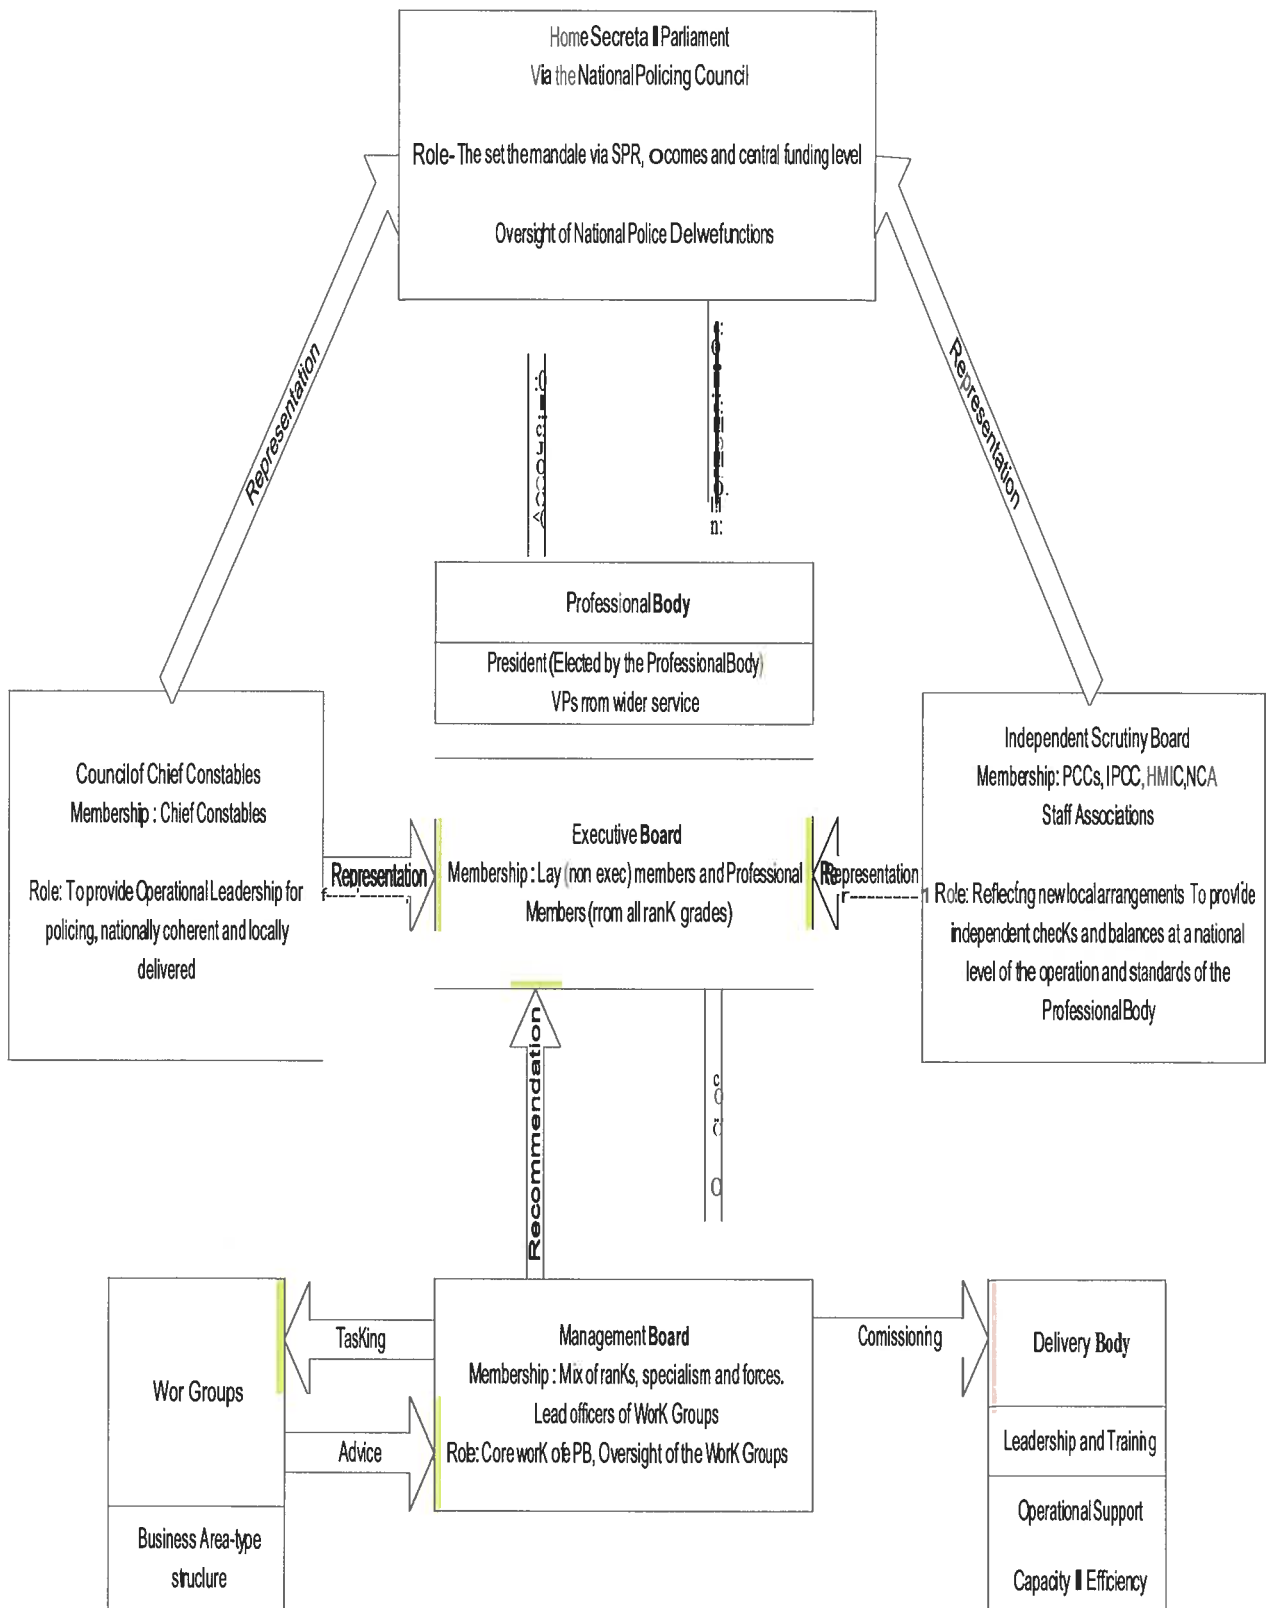 Home Secreta Parliament
Via the National Policing Council
Role- The set the mandale via SPR, Ocomes and central funding level
Oversight of National Police Delwefunctions
Representation
Representation
Professional Body
President (Elected by the Professional Body)
VPs rrom wider service
Council of Chief Constables
Membership : Chief Constables
Role: To provide Operational Leadership for
policing, nationally coherent and locally
delivered
Representation
Executive Board
Membership : Lay (non exec) members and Professional
Members (rrom all ranK grades)
Representation
Independent Scrutiny Board
Membership: PCCs, IPCC, HMIC,NCA
Staff Associations
Role: Reflecfng new local arrangements To provide
independent checKs and balances at a national
level of the operation and standards of the
Professional Body
Recommendation
Wor Groups
Business Area-type
struclure
TasKing
Advice
Management Board
Membership : Mix of ranKs, specialism and forces.
Lead officers of WorK Groups
Role: Core worK ofe PB, Oversight of the WorK Groups
Comissioning
Delivery Body
Leadership and Training
Operational Support
Capacity Efficiency